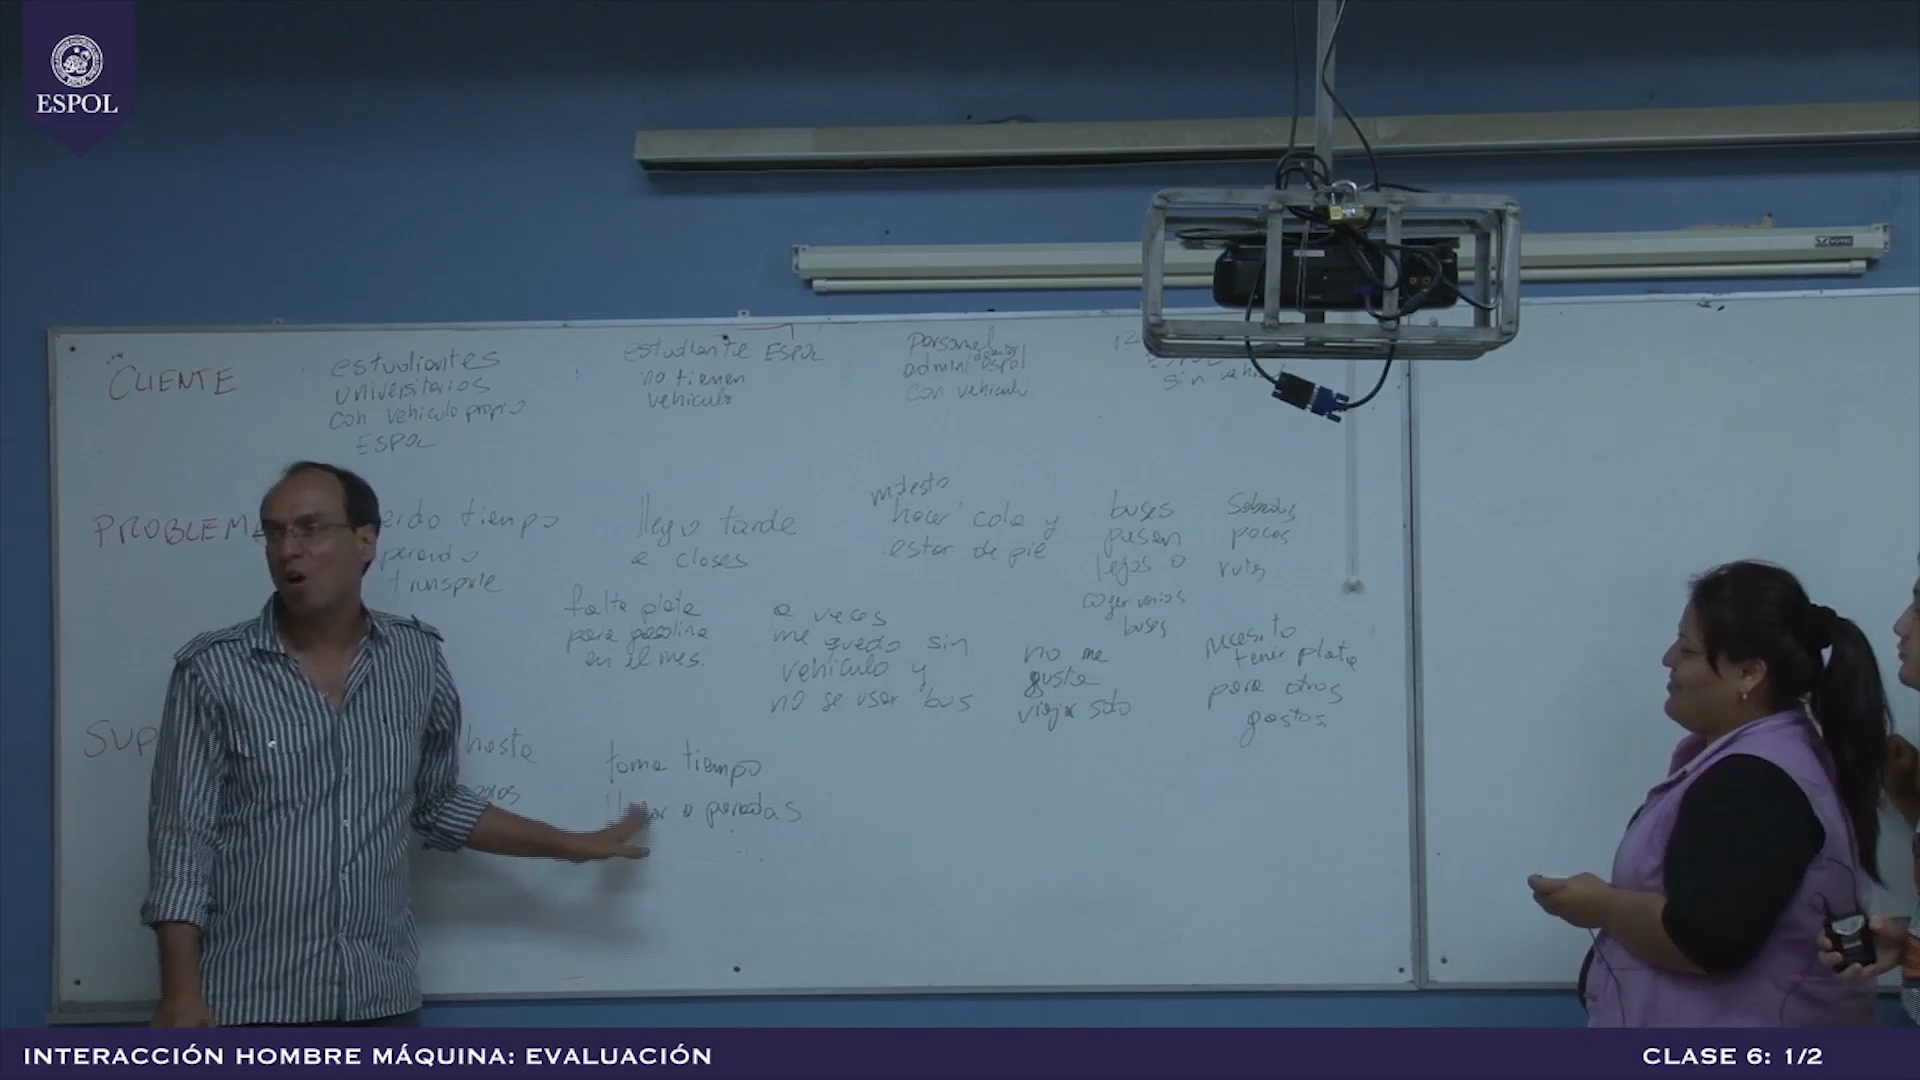 ESPOL
CLIENTE
estudiantes
universitarios
con vehiculo propio
ESPOL
estudiante ESPOL
no tienen
vehiculo
personal
admin espol
con vehiculo
sin
PROBLEMA
tiempo
transporte
llego tarde
a clases
molesto
hacer cola y
estar de pie
buses
pasan
lejos o
coger varios
buses
Sabados
pocas
rutas
falta plata
para gasolina
en el mes.
a veces
me quedo sin
vehiculo y
no se usar bus
no me
gusta
viajar solo
necesito
tener plata
para otros
gastos.
SUP
hasta
toma tiempo
a paradas
INTERACCIÓN HOMBRE MÁQUINA: EVALUACIÓN
CLASE 6: 1/2